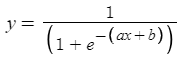 y = 1 / (1 + e^-(ax+b))